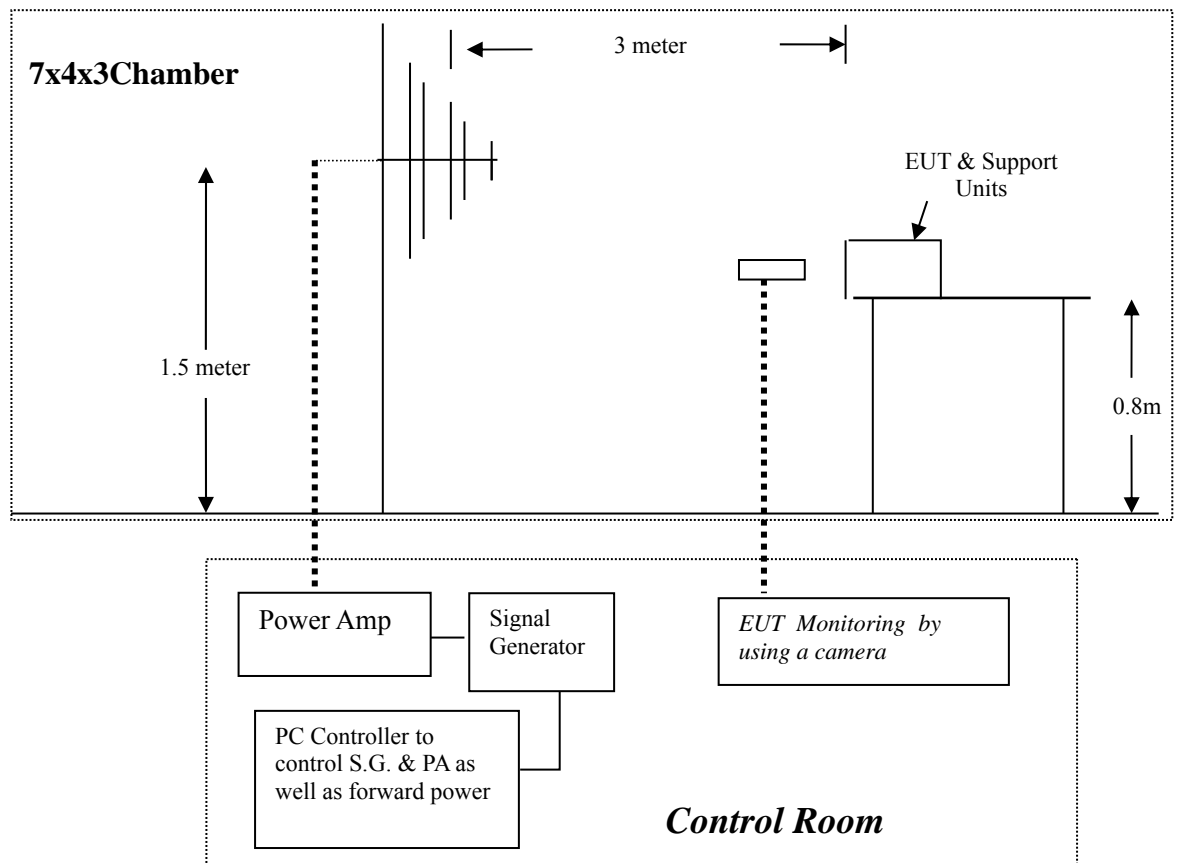 3 meter
7x4x3Chamber
EUT & Support
Units
1.5 meter
0.8m
Power Amp
Signal
Generator
EUT Monitoring by
using a camera
PC Controller to
control S.G. & PA as
well as forward power
Control Room